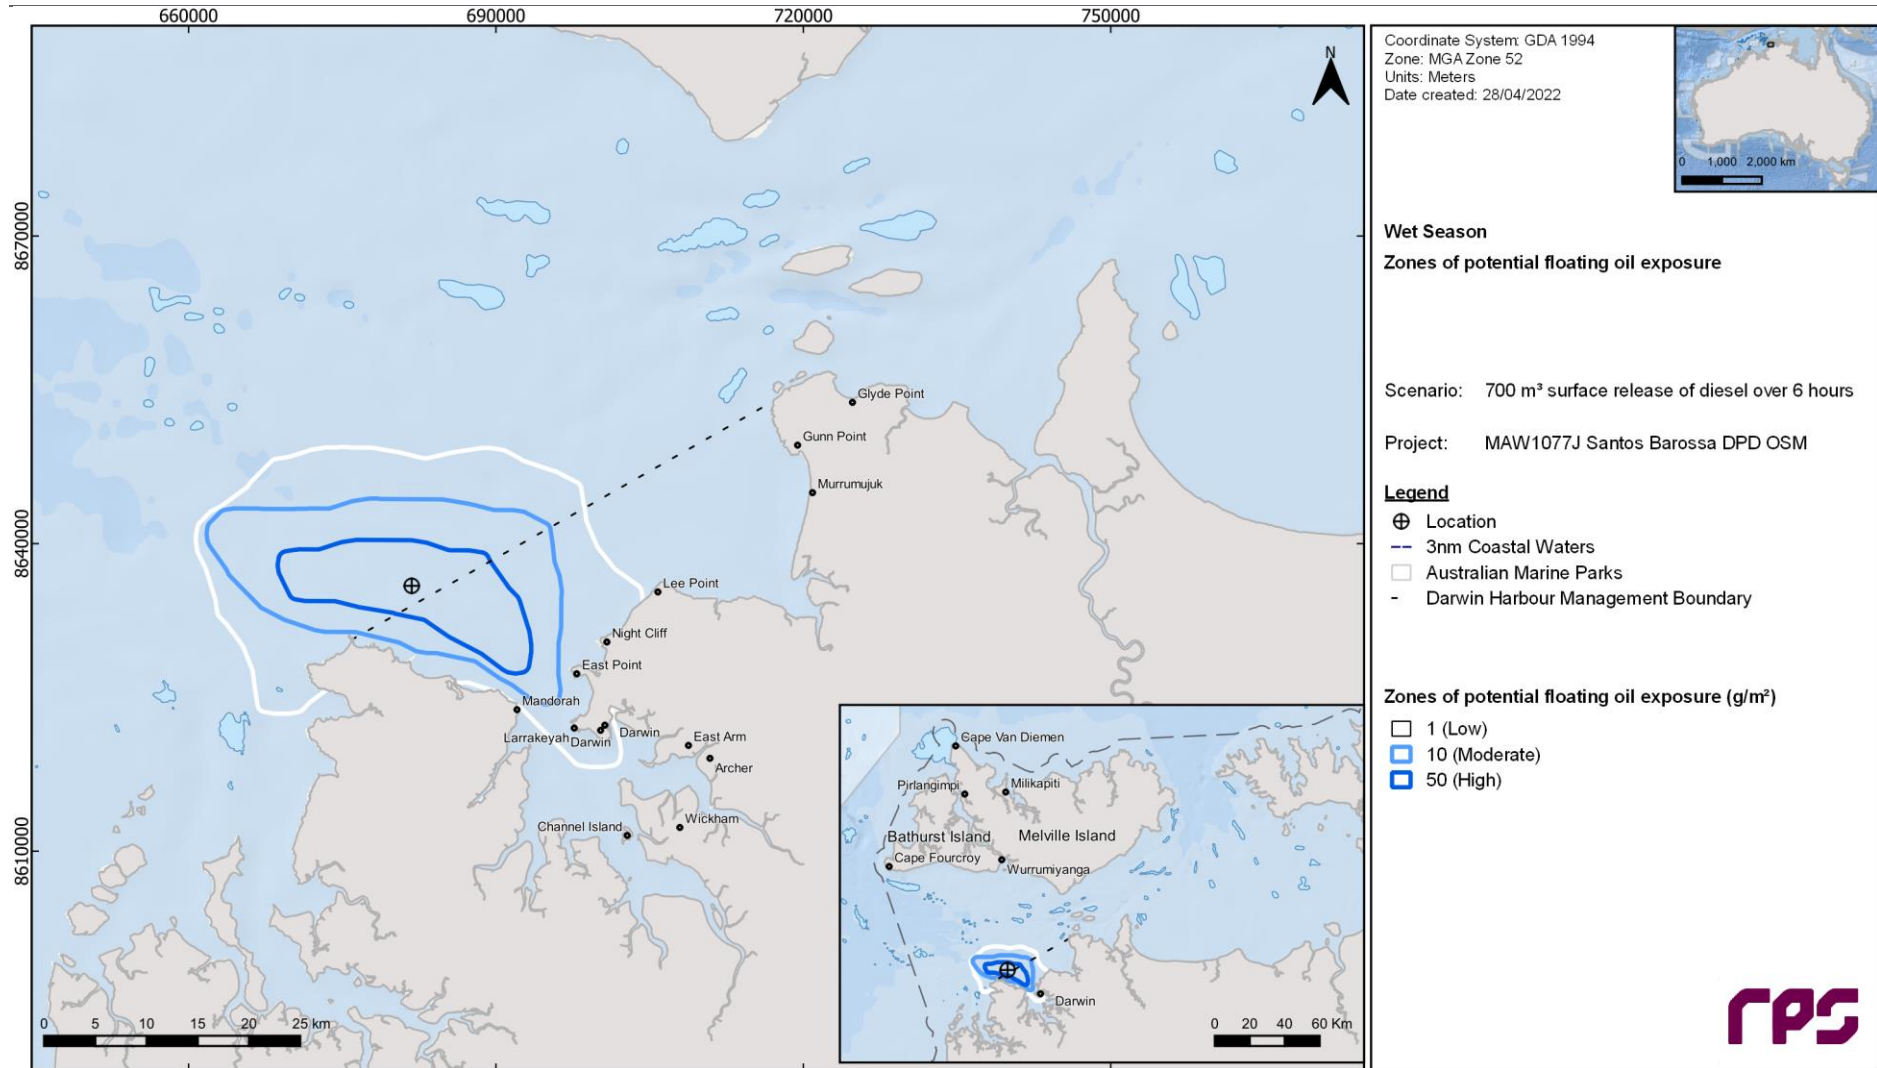 660000
690000
720000
750000
8670000
8640000
8610000
N
Glyde Point
Gunn Point
Murrumujuk
Lee Point
Night Cliff
East Point
Mandorah
Larrakeyah
Darwin
Darwin
East Arm
Archer
Wickham
Channel Island
0 5 10 15 20 25 km
Cape Van Diemen
Pirlangimpi
Milikapiti
Bathurst Island
Melville Island
Cape Fourcroy
Wurrumiyanga
Darwin
0 20 40 60 Km
Coordinate System: GDA 1994
Zone: MGA Zone 52
Units: Meters
Date created: 28/04/2022
0 1,000 2,000 km
Wet Season
Zones of potential floating oil exposure
Scenario: 700 m³ surface release of diesel over 6 hours
Project: MAW1077J Santos Barossa DPD OSM
Legend
Location
3nm Coastal Waters
Australian Marine Parks
Darwin Harbour Management Boundary
Zones of potential floating oil exposure (g/m²)
1 (Low)
10 (Moderate)
50 (High)
rps